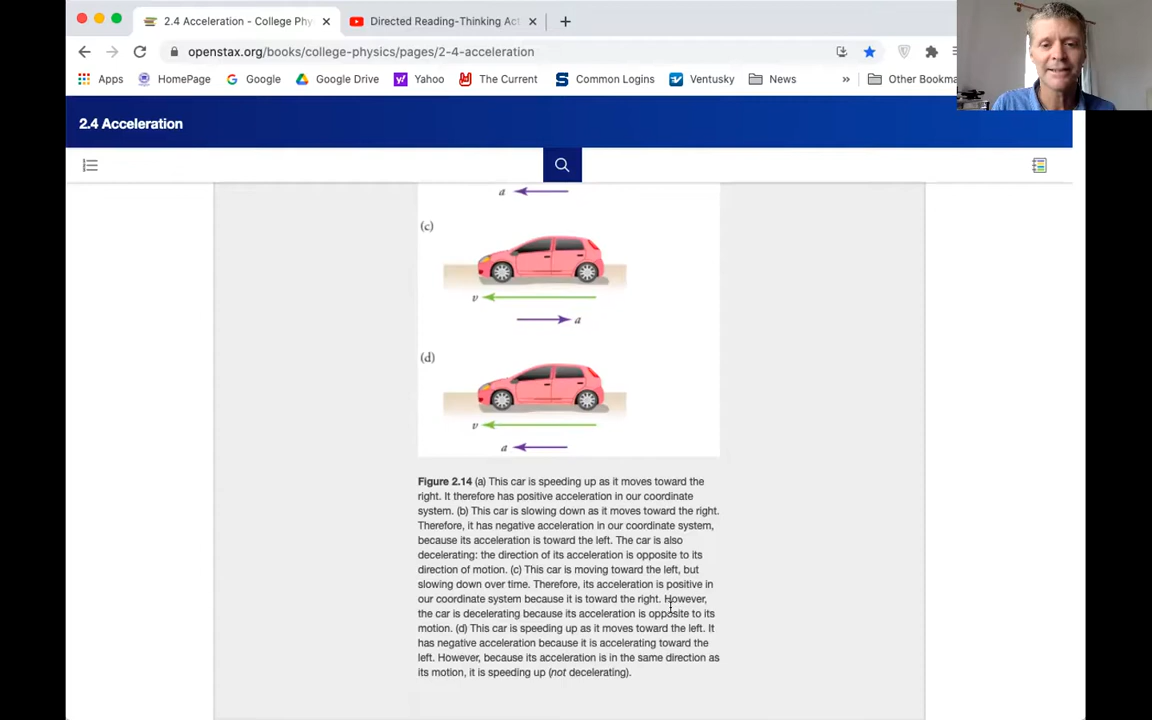 2.4 Acceleration - College Phy
Directed Reading-Thinking Act
openstax.org/books/college-physics/pages/2-4-acceleration
Apps HomePage Google Google Drive Yahoo The Current Common Logins Ventusky News » Other Bookma
2.4 Acceleration
a
(c)
v
a
(d)
v
a
Figure 2.14 (a) This car is speeding up as it moves toward the
right. It therefore has positive acceleration in our coordinate
system. (b) This car is slowing down as it moves toward the right.
Therefore, it has negative acceleration in our coordinate system,
because its acceleration is toward the left. The car is also
decelerating: the direction of its acceleration is opposite to its
direction of motion. (c) This car is moving toward the left, but
slowing down over time. Therefore, its acceleration is positive in
our coordinate system because it is toward the right. However,
the car is decelerating because its acceleration is opposite to its
motion. (d) This car is speeding up as it moves toward the left. It
has negative acceleration because it is accelerating toward the
left. However, because its acceleration is in the same direction as
its motion, it is speeding up (not decelerating).